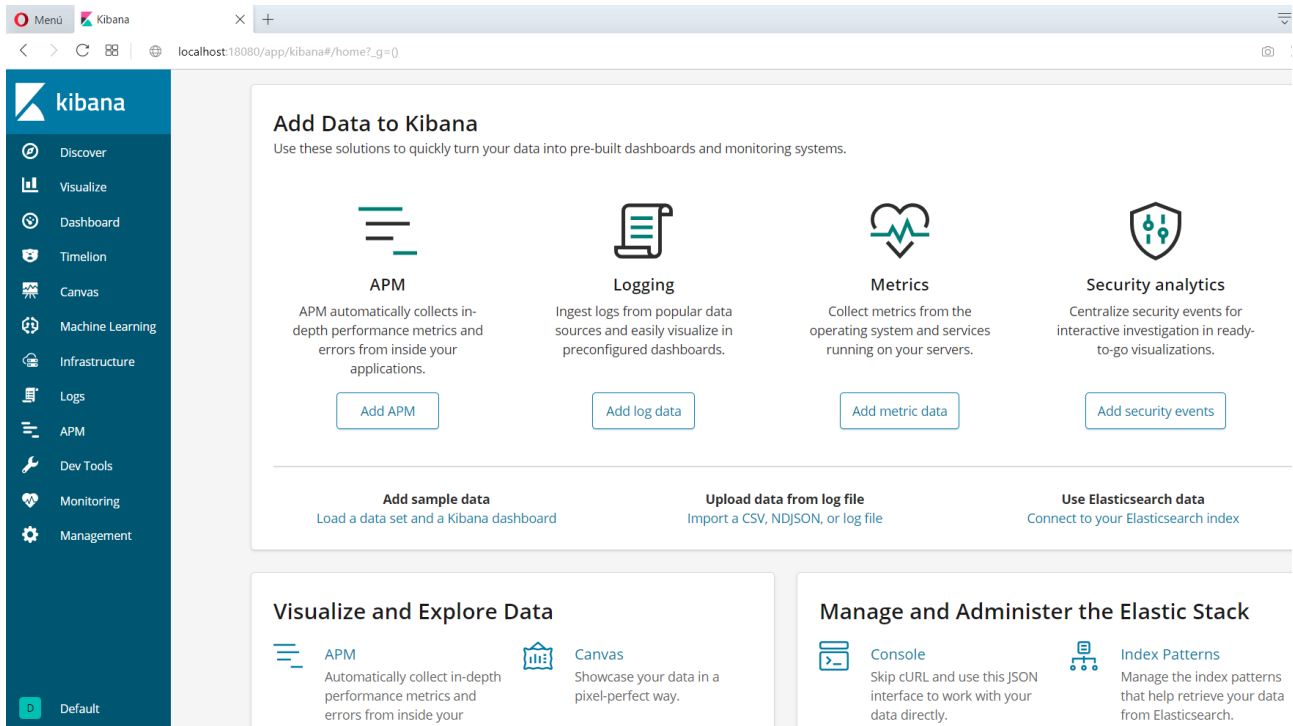 Menú
Kibana
localhost:18080/app/kibana#/home?_g=()
kibana
Discover
Visualize
Dashboard
Timelion
Canvas
Machine Learning
Infrastructure
Logs
APM
Dev Tools
Monitoring
Management
D
Default
Add Data to Kibana
Use these solutions to quickly turn your data into pre-built dashboards and monitoring systems.
APM
APM automatically collects in-
depth performance metrics and
errors from inside your
applications.
Add APM
Logging
Ingest logs from popular data
sources and easily visualize in
preconfigured dashboards.
Add log data
Metrics
Collect metrics from the
operating system and services
running on your servers.
Add metric data
Security analytics
Centralize security events for
interactive investigation in ready-
to-go visualizations.
Add security events
Add sample data
Load a data set and a Kibana dashboard
Upload data from log file
Import a CSV, NDJSON, or log file
Use Elasticsearch data
Connect to your Elasticsearch index
Visualize and Explore Data
APM
Automatically collect in-depth
performance metrics and
errors from inside your
Canvas
Showcase your data in a
pixel-perfect way.
Manage and Administer the Elastic Stack
Console
Skip cURL and use this JSON
interface to work with your
data directly.
Index Patterns
Manage the index patterns
that help retrieve your data
from Elasticsearch.